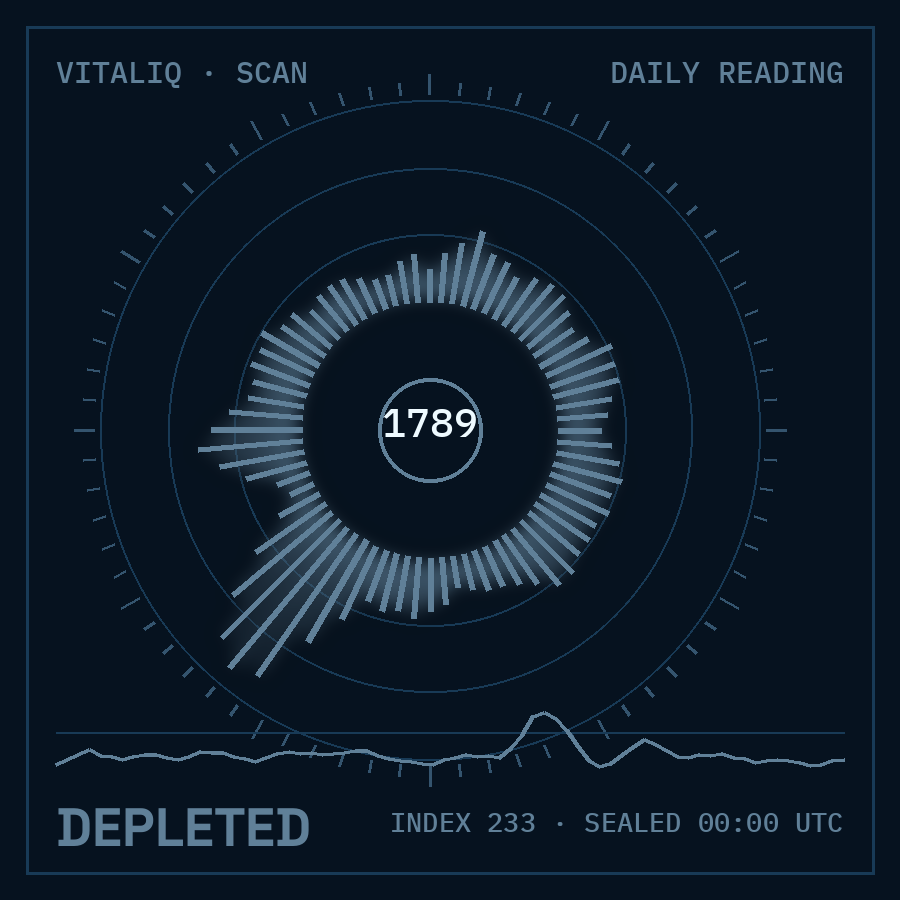 VITALIQ · SCAN
DAILY READING
1789
DEPLETED
INDEX 233 · SEALED 00:00 UTC